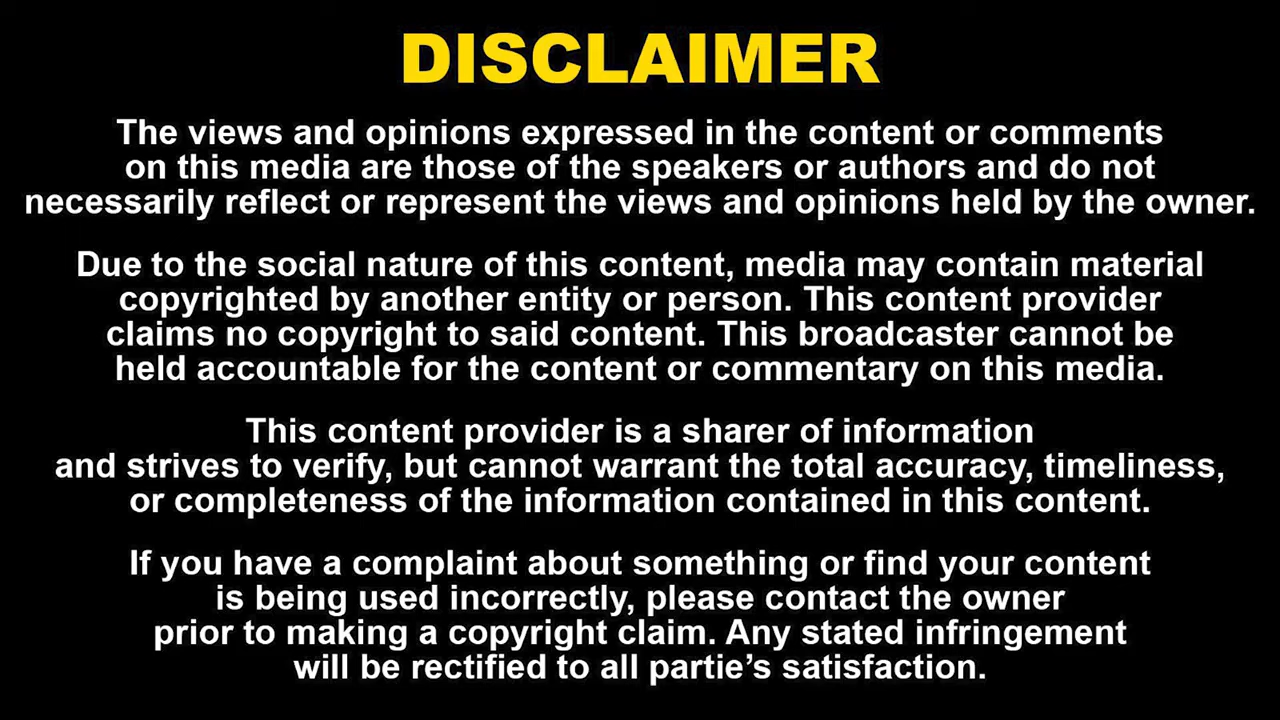 DISCLAIMER
The views and opinions expressed in the content or comments
on this media are those of the speakers or authors and do not
necessarily reflect or represent the views and opinions held by the owner.
Due to the social nature of this content, media may contain material
copyrighted by another entity or person. This content provider
claims no copyright to said content. This broadcaster cannot be
held accountable for the content or commentary on this media.
This content provider is a sharer of information
and strives to verify, but cannot warrant the total accuracy, timeliness,
or completeness of the information contained in this content.
If you have a complaint about something or find your content
is being used incorrectly, please contact the owner
prior to making a copyright claim. Any stated infringement
will be rectified to all partie’s satisfaction.